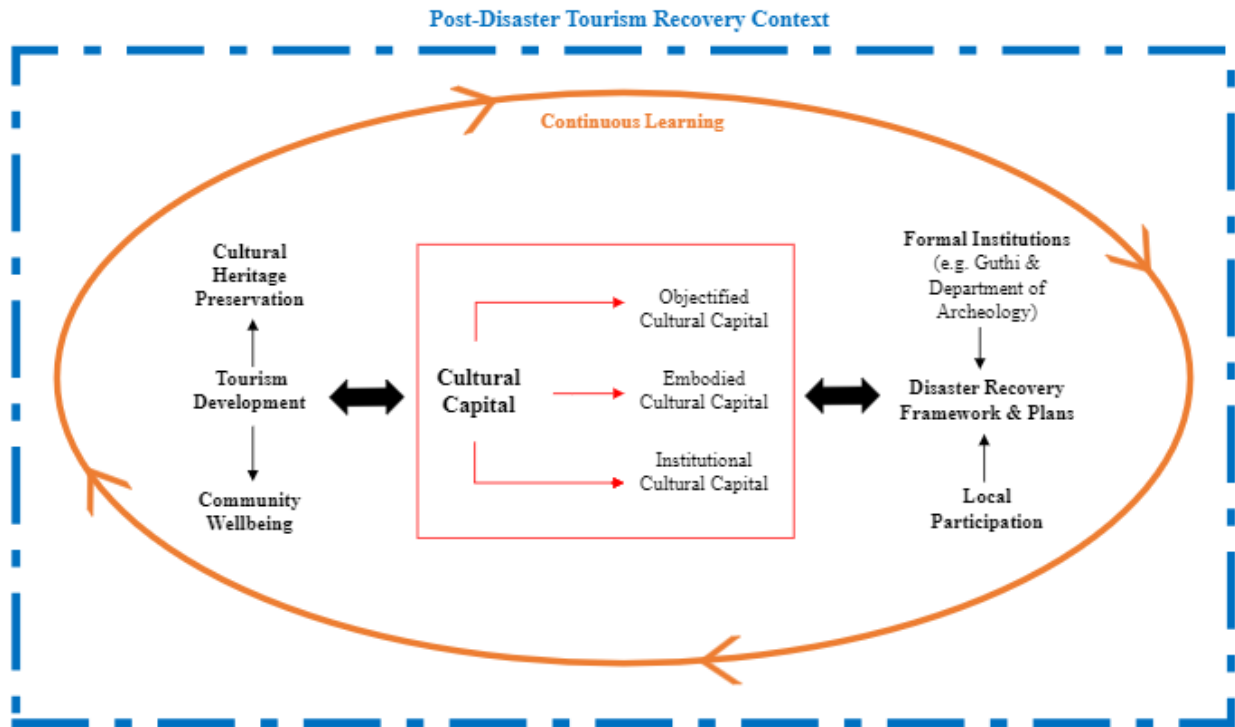 Post-Disaster Tourism Recovery Context
Continuous Learning
Cultural
Heritage
Preservation
Tourism
Development
Community
Wellbeing
Cultural
Capital
Objectified
Cultural Capital
Embodied
Cultural Capital
Institutional
Cultural Capital
Formal Institutions
(e.g. Guthi &
Department of
Archeology)
Disaster Recovery
Framework & Plans
Local
Participation